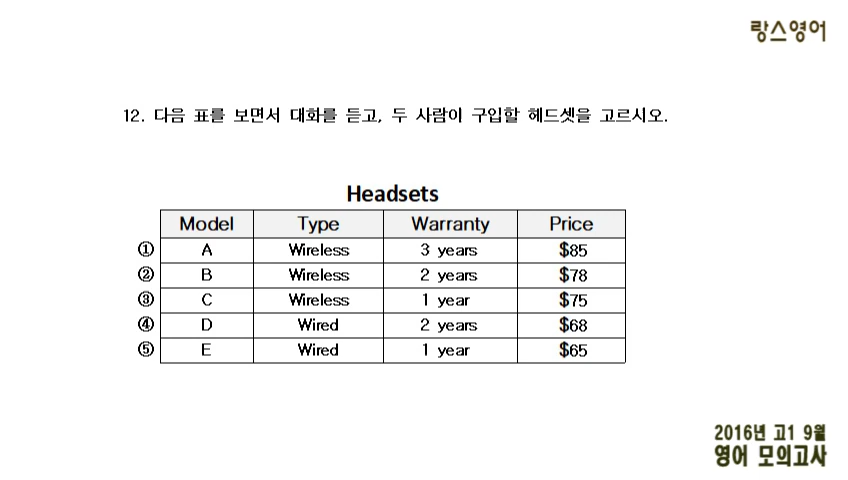 랑스영어
12. 다음 표를 보면서 대화를 듣고, 두 사람이 구입할 헤드셋을 고르시오.
Headsets
Model Type Warranty Price
① A Wireless 3 years $85
② B Wireless 2 years $78
③ C Wireless 1 year $75
④ D Wired 2 years $68
⑤ E Wired 1 year $65
2016년 고1 9월
영어 모의고사